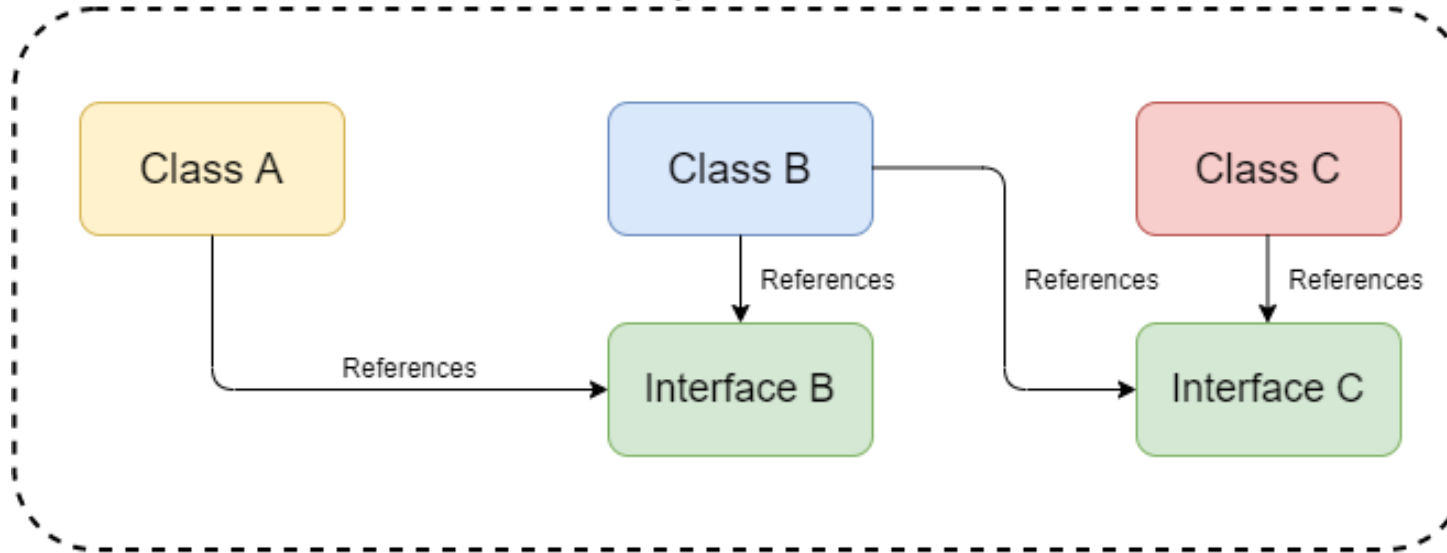 Class A
Class B
Class C
References
References
References
References
Interface B
Interface C